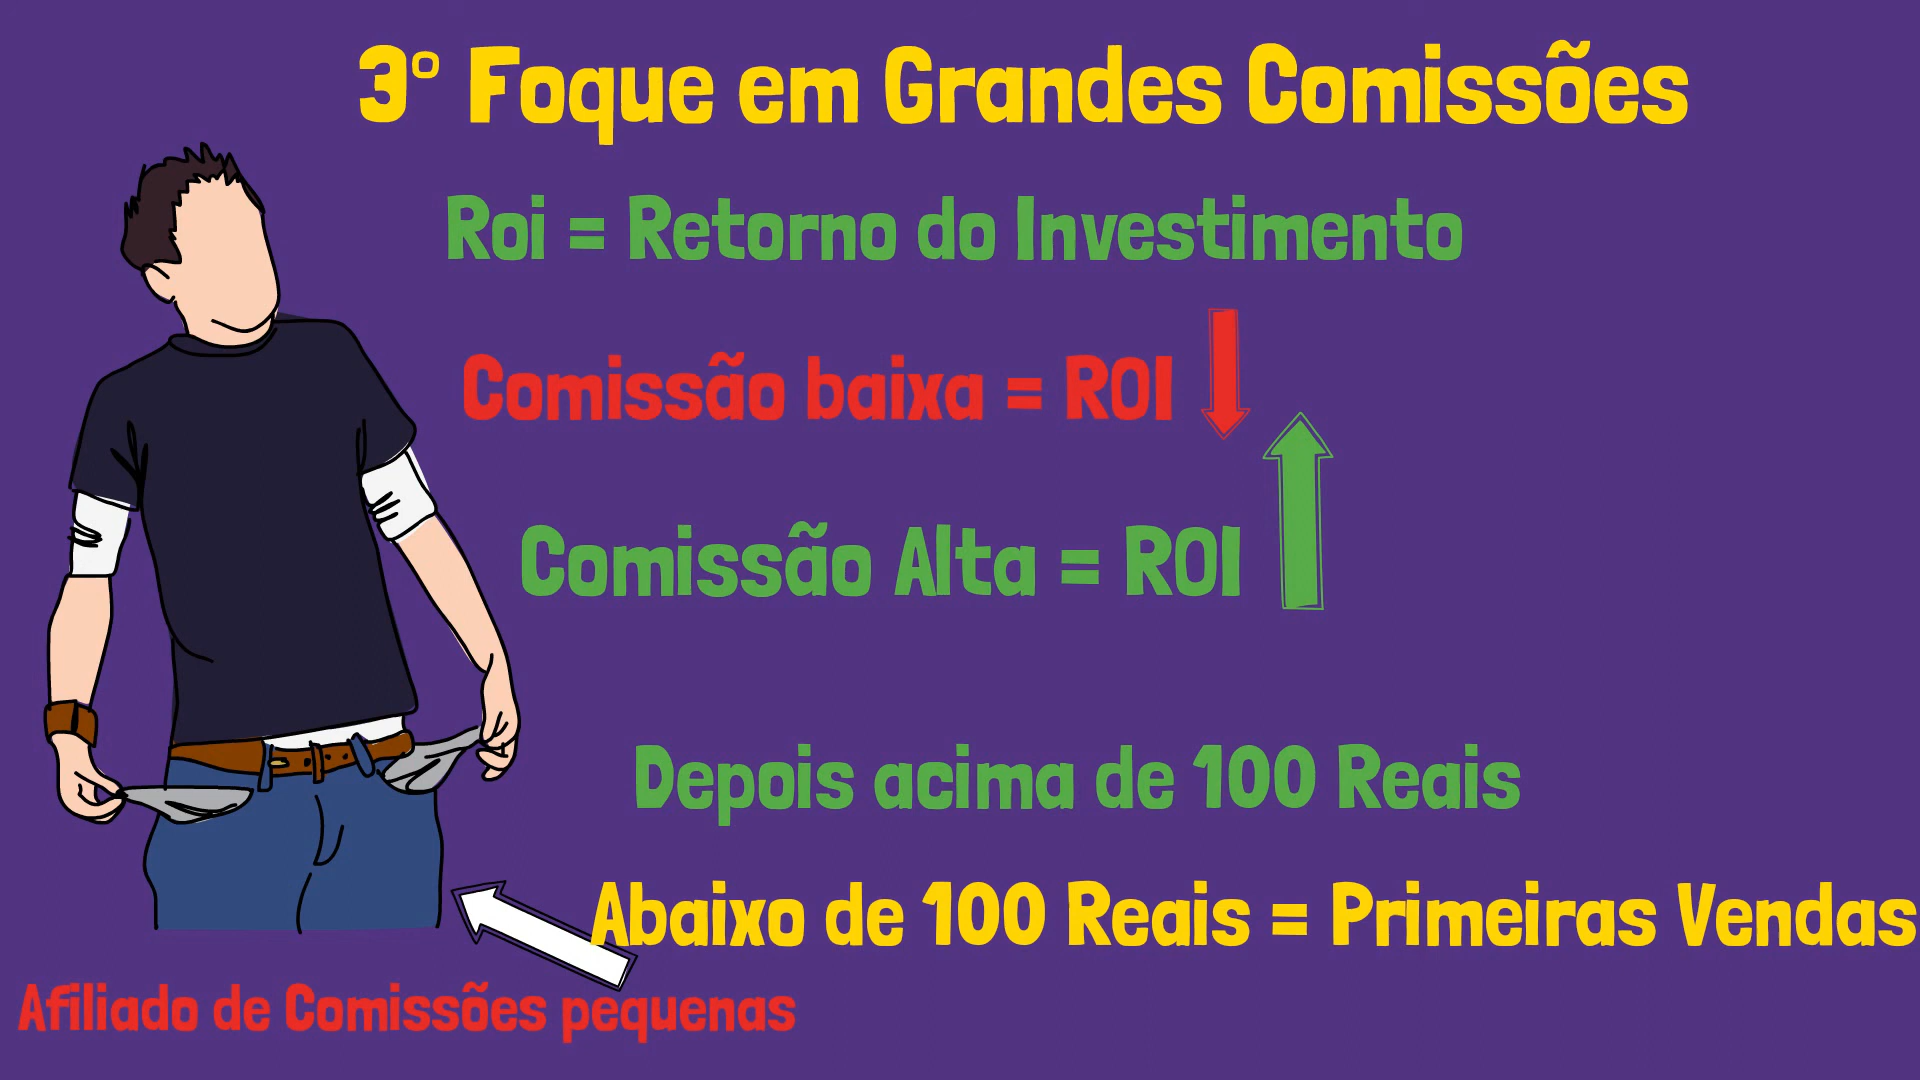 3º Foque em Grandes Comissões
Roi = Retorno do Investimento
Comissão baixa = ROI
Comissão Alta = ROI
Depois acima de 100 Reais
Abaixo de 100 Reais = Primeiras Vendas
Afiliado de Comissões pequenas